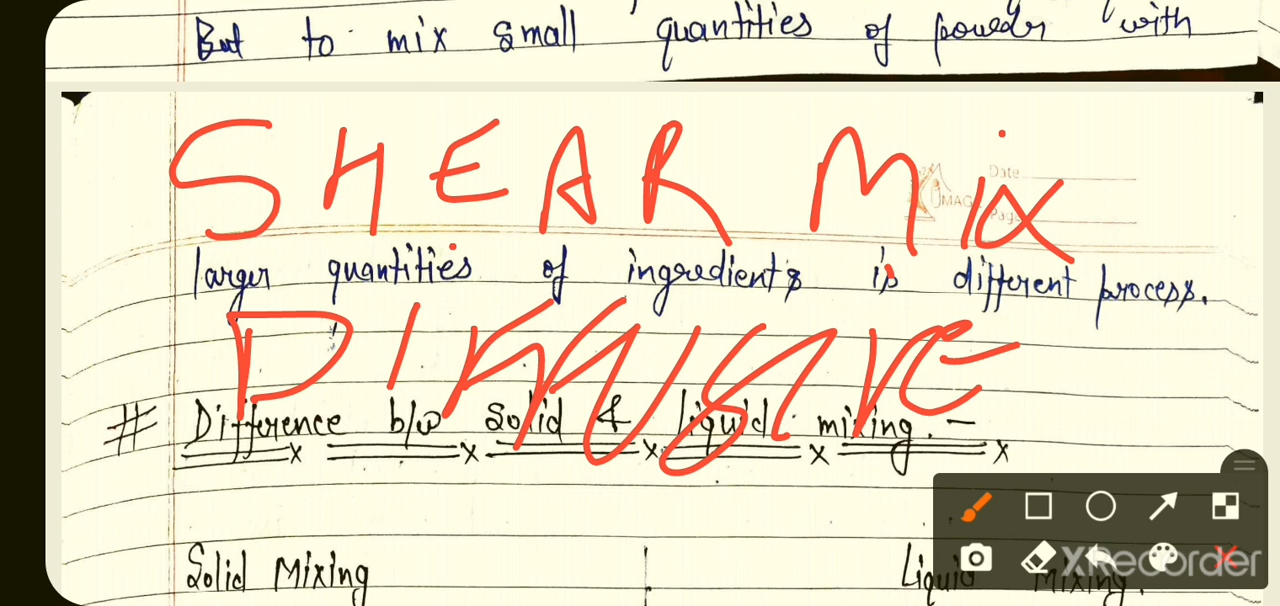 But to mix small quantities of powder with
SHEAR Mix
Date
Page
larger quantities of ingredients is different process.
DIFFUSIVE
# Difference b/w solid & liquid mixing. -
Solid Mixing
Liquid Mixing.
XRecorder